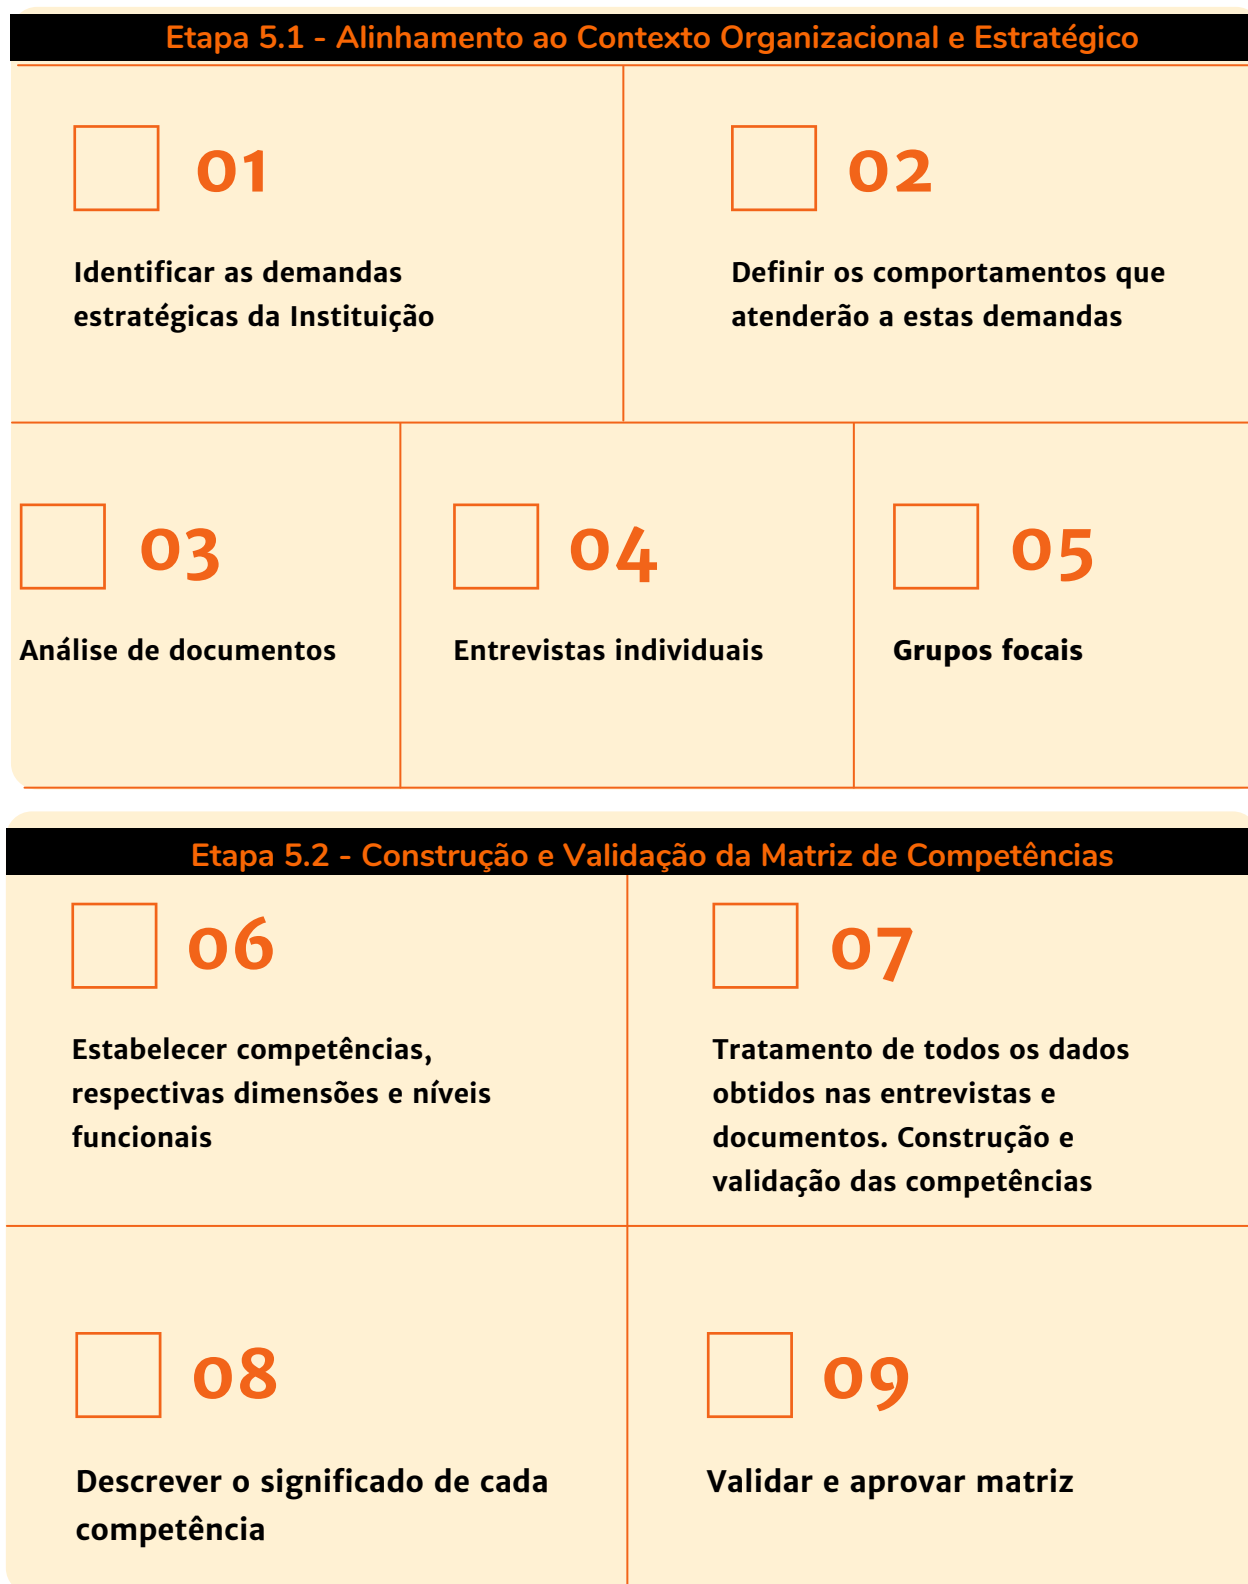 Etapa 5.1 - Alinhamento ao Contexto Organizacional e Estratégico
01
Identificar as demandas
estratégicas da Instituição
02
Definir os comportamentos que
atenderão a estas demandas
03
Análise de documentos
04
Entrevistas individuais
05
Grupos focais
Etapa 5.2 - Construção e Validação da Matriz de Competências
06
Estabelecer competências,
respectivas dimensões e níveis
funcionais
07
Tratamento de todos os dados
obtidos nas entrevistas e
documentos. Construção e
validação das competências
08
Descrever o significado de cada
competência
09
Validar e aprovar matriz